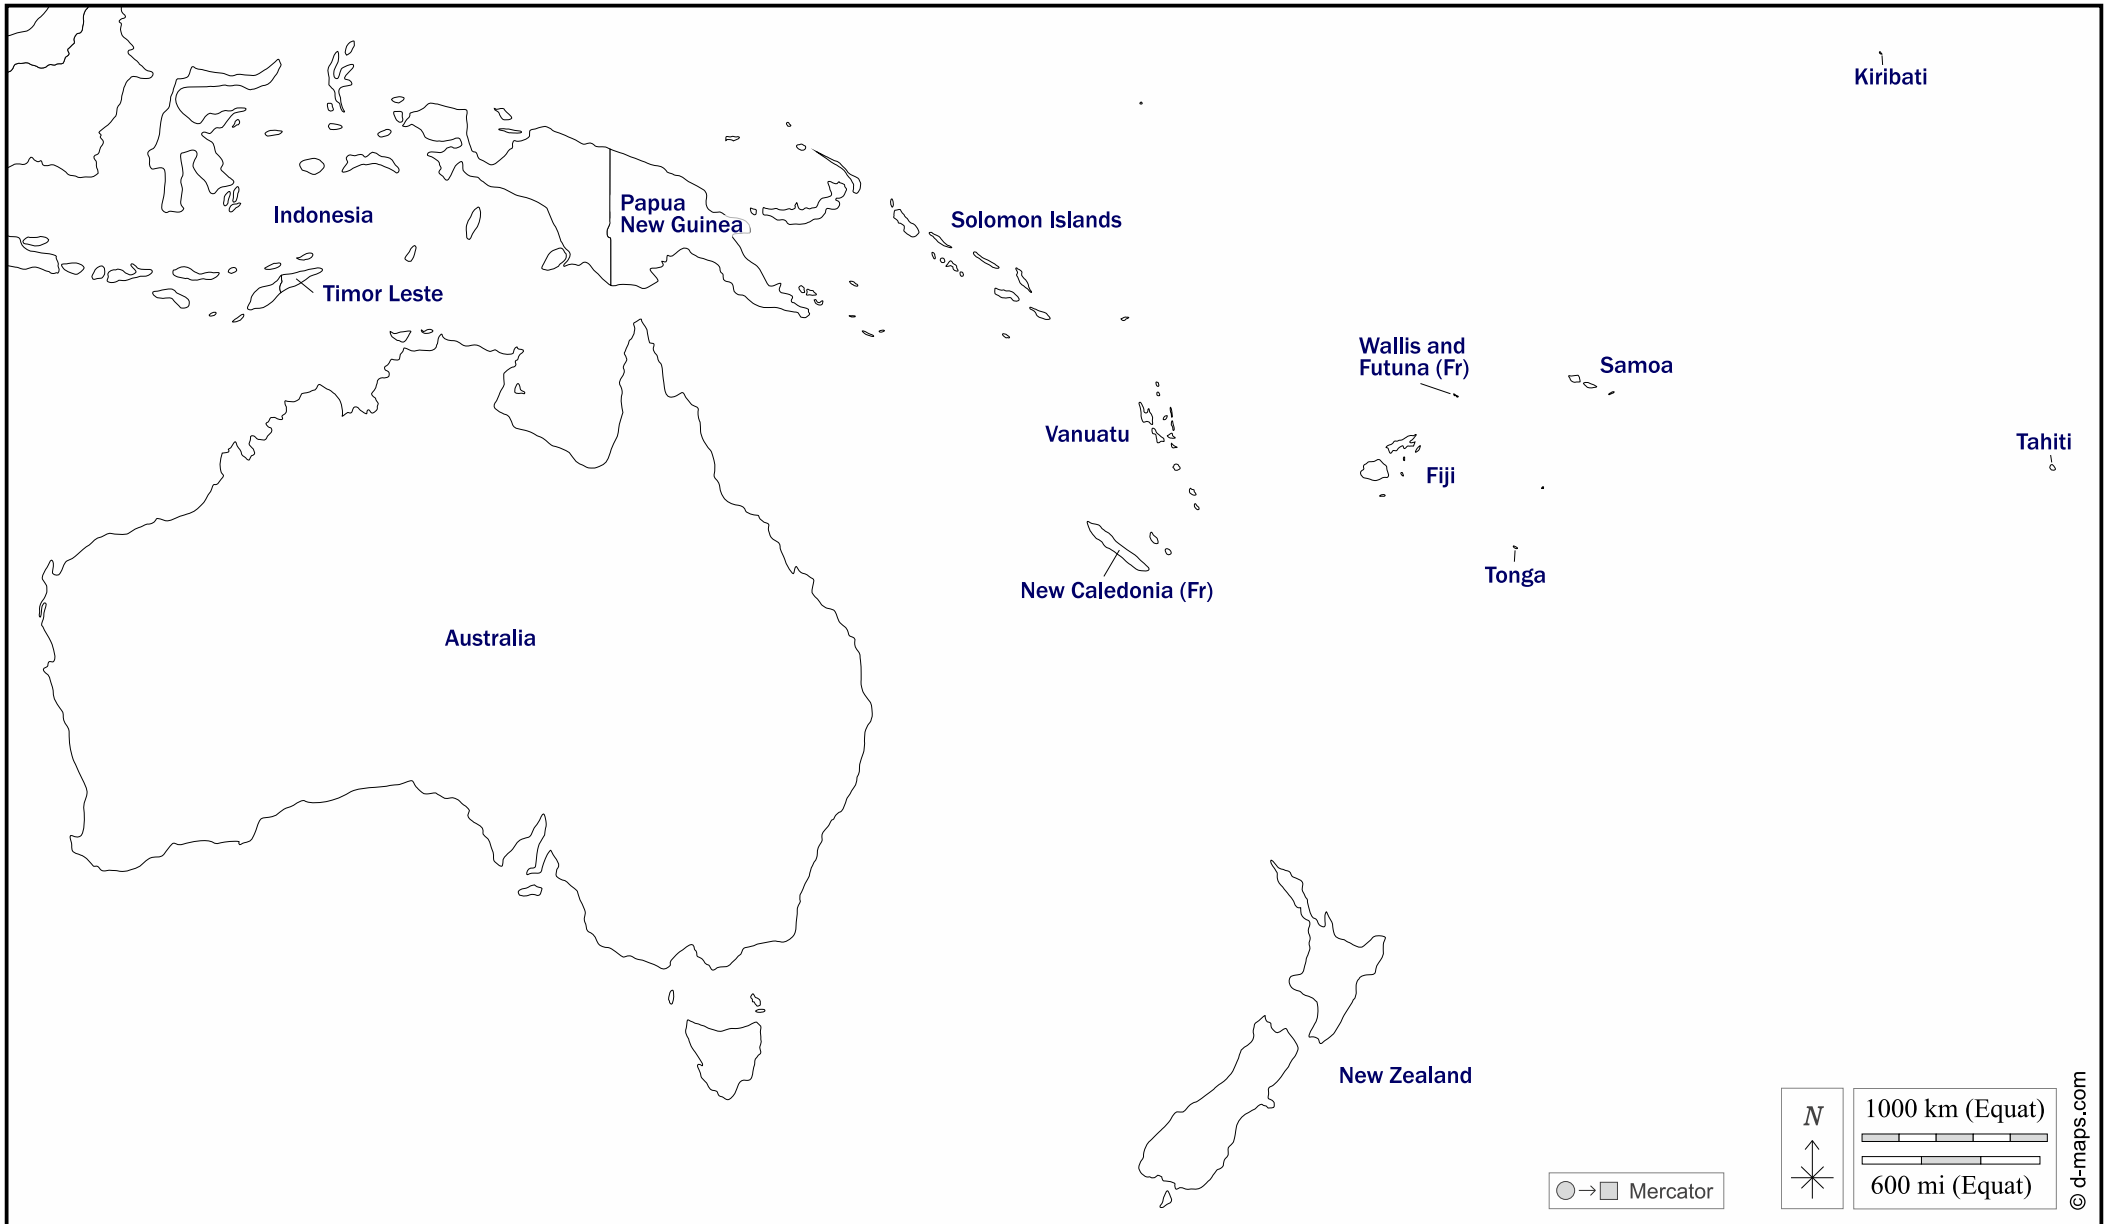 Kiribati
Papua
New Guinea
Indonesia
Solomon Islands
Timor Leste
Wallis and
Futuna (Fr)
Samoa
Vanuatu
Tahiti
Fiji
Tonga
New Caledonia (Fr)
Australia
New Zealand
N
1000 km (Equat)
600 mi (Equat)
Mercator
© d-maps.com